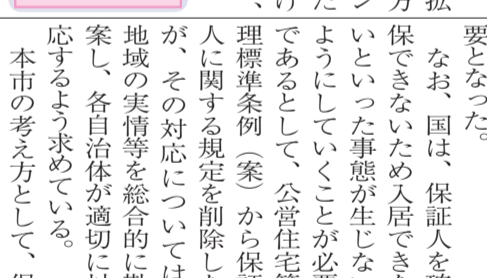 要となった。
なお、国は、保証人を確
保できないため入居できな
いといった事態が生じな
ようにしていくことが必要
であるとして、公営住宅管
理標準条例（案）から保証
人に関する規定を削除した
が、その対応については
地域の実情等を総合的に勘
案し、各自治体が適切に対
応するよう求めている。
本市の考え方として、保